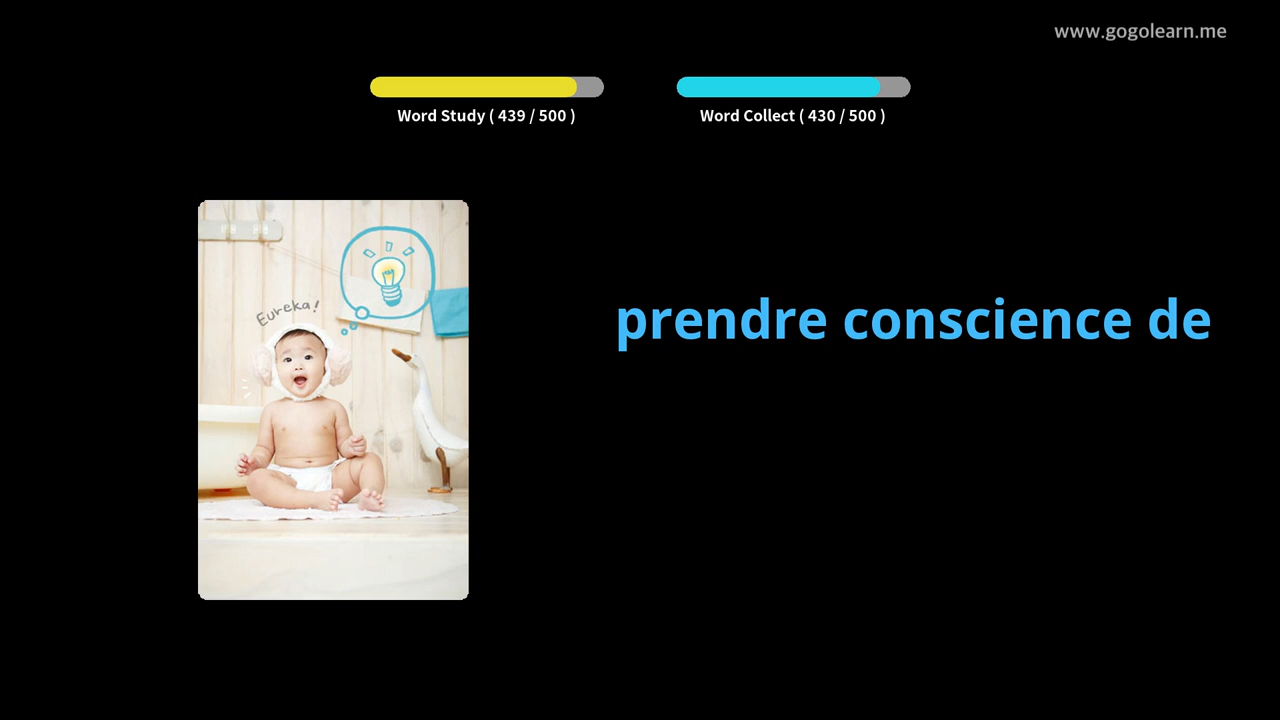 www.gogolearn.me
Word Study ( 439 / 500 )
Word Collect ( 430 / 500 )
Eureka!
prendre conscience de